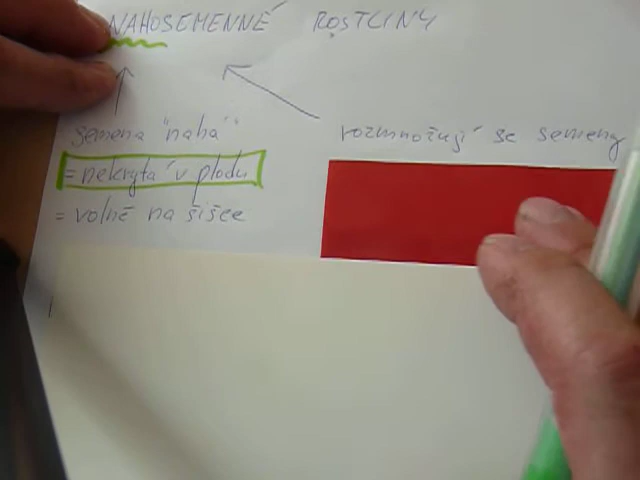 NAHOSEMENNÉ ROSTLINY
semena "nahá"
rozmnožují se semeny
= nekrytá v plodu
= volně na šišce